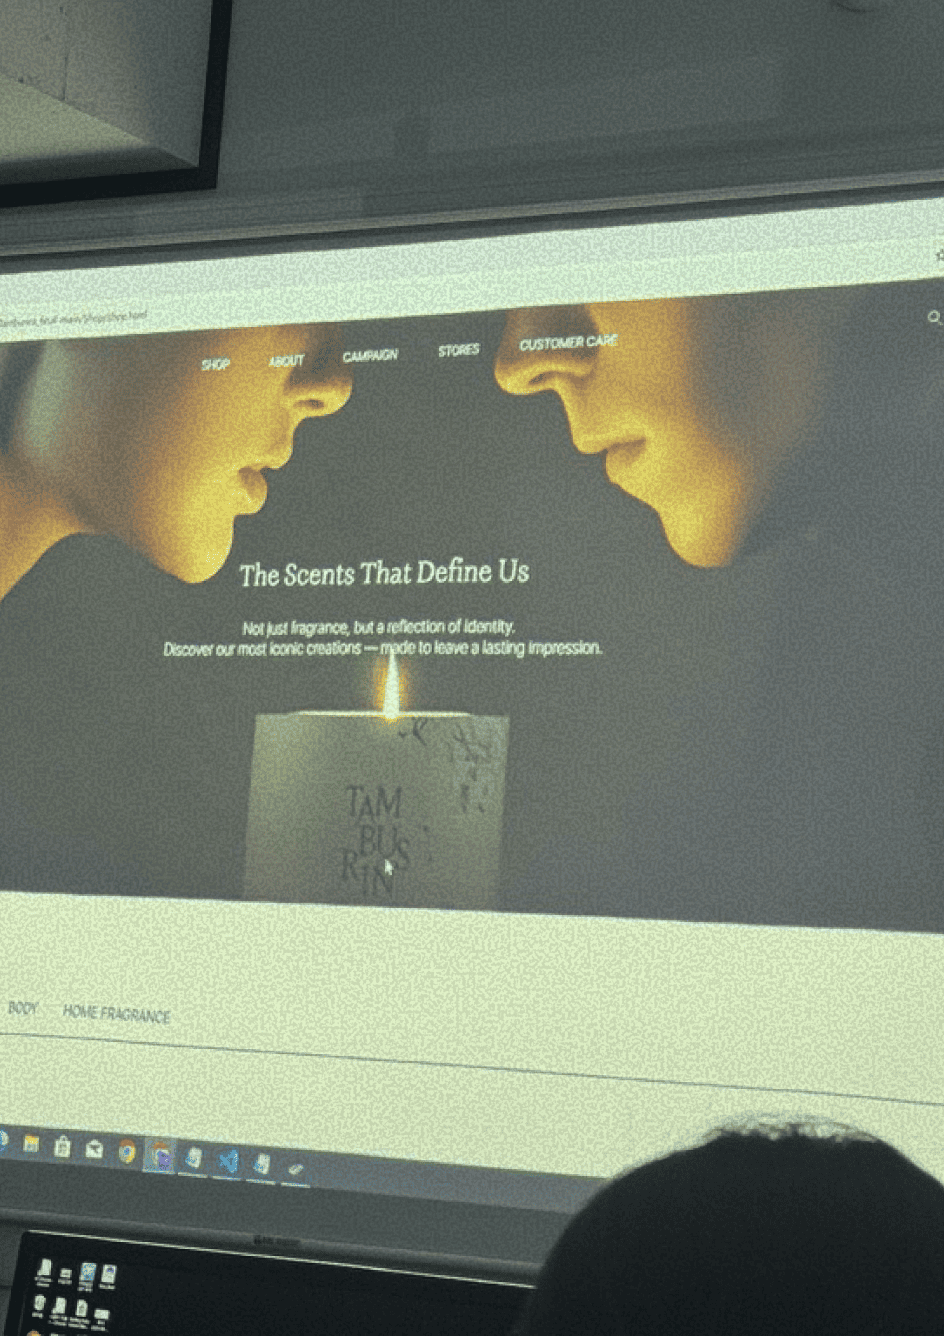 SHOP ABOUT CAMPAIGN STORES CUSTOMER CARE
The Scents That Define Us
Not just fragrance, but a reflection of identity.
Discover our most iconic creations — made to leave a lasting impression.
TAM
BUS
RIN
BODY HOME FRAGRANCE